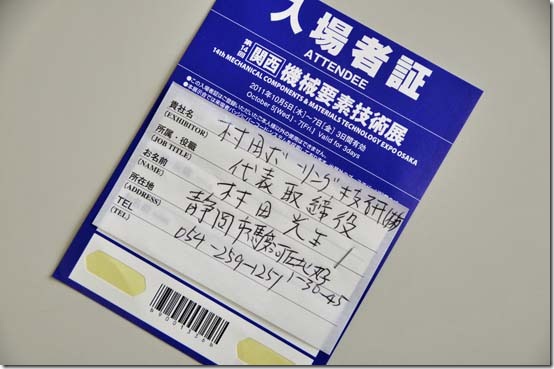 入場者証
ATTENDEE
第14回 [関西] 機械要素技術展
14th MECHANICAL COMPONENTS & MATERIALS TECHNOLOGY EXPO OSAKA
2011年10月5日[水]~7日[金] 3日間有効
October 5[Wed.] - 7[Fri.] Valid for 3days
貴社名
(EXHIBITOR)
村田ボーリング技研㈱
所属・役職
(JOB TITLE)
代表取締役
お名前
(NAME)
村田光生
所在地
(ADDRESS)
静岡市駿河区
1-36-45
TEL
(TEL)
054-259-1251